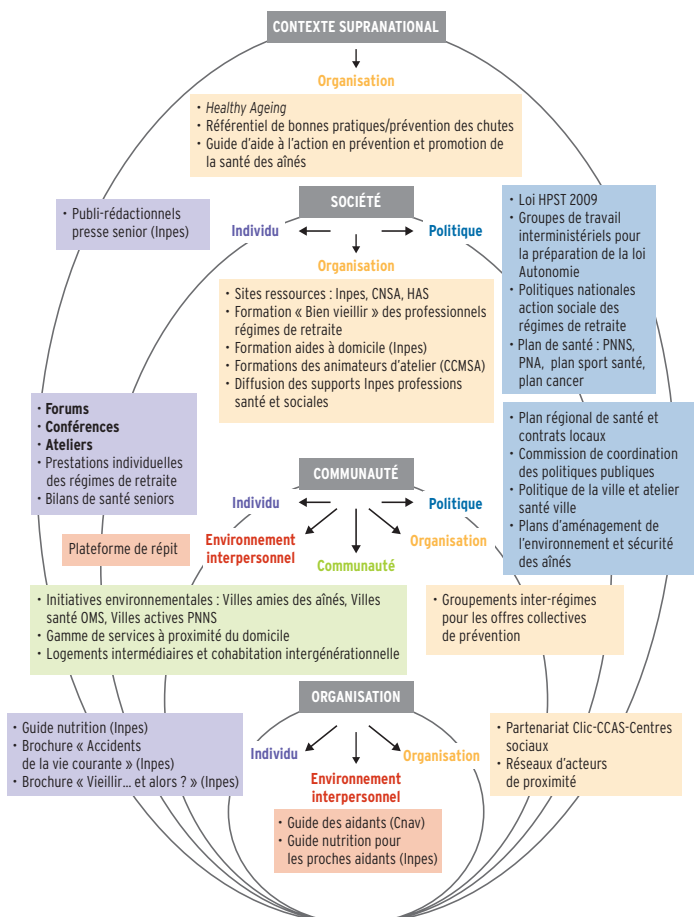 CONTEXTE SUPRANATIONAL
Organisation
• Healthy Ageing
• Référentiel de bonnes pratiques/prévention des chutes
• Guide d'aide à l'action en prévention et promotion de
la santé des aînés
• Publi-rédactionnels
presse senior (Inpes)
SOCIÉTÉ
Individu
Politique
Organisation
• Loi HPST 2009
• Groupes de travail
interministériels pour
la préparation de la loi
Autonomie
• Politiques nationales
action sociale des
régimes de retraite
• Plan de santé : PNNS,
PNA, plan sport santé,
plan cancer
• Sites ressources : Inpes, CNSA, HAS
• Formation « Bien vieillir » des professionnels
régimes de retraite
• Formation aides à domicile (Inpes)
• Formations des animateurs d'atelier (CCMSA)
• Diffusion des supports Inpes professions
santé et sociales
• Forums
• Conférences
• Ateliers
• Prestations individuelles
des régimes de retraite
• Bilans de santé seniors
• Plan régional de santé et
contrats locaux
• Commission de coordination
des politiques publiques
• Politique de la ville et atelier
santé ville
• Plans d'aménagement de
l'environnement et sécurité
des aînés
COMMUNAUTÉ
Individu
Politique
Environnement
interpersonnel
Organisation
Communauté
Plateforme de répit
• Initiatives environnementales : Villes amies des aînés, Villes
santé OMS, Villes actives PNNS
• Gamme de services à proximité du domicile
• Logements intermédiaires et cohabitation intergénérationnelle
• Groupements inter-régimes
pour les offres collectives
de prévention
ORGANISATION
Individu
Organisation
Environnement
interpersonnel
• Guide nutrition (Inpes)
• Brochure « Accidents
de la vie courante » (Inpes)
• Brochure « Vieillir... et alors ? » (Inpes)
• Partenariat Clic-CCAS-Centres
sociaux
• Réseaux d'acteurs
de proximité
• Guide des aidants (Cnav)
• Guide nutrition pour
les proches aidants (Inpes)